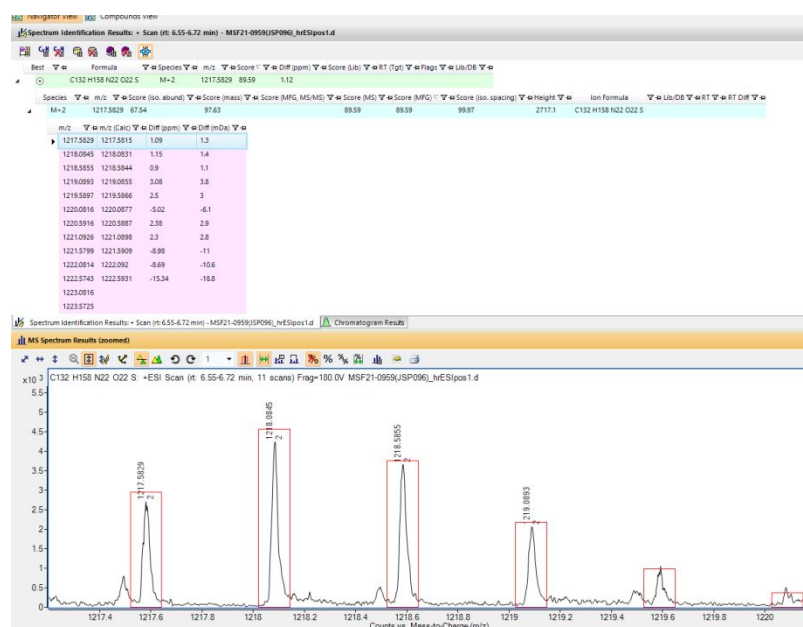 Navigator View Compounds View
Spectrum Identification Results: + Scan (rt: 6.55-6.72 min) - MSF21-0959(JSP096)_hrESIpos1.d
Best Formula Species m/z Score Diff (ppm) Score (Lib) RT (Tgt) Flags Lib/DB
C132 H158 N22 O22 S M+2 1217.5829 89.59 1.12
Species m/z Score (iso. abund) Score (mass) Score (MFG, MS/MS) Score (MS) Score (MFG) Score (iso. spacing) Height Ion Formula Lib/DB RT RT Diff
M+2 1217.5829 67.54 97.63 89.59 89.59 99.97 2717.1 C132 H158 N22 O22 S
m/z m/z (Calc) Diff (ppm) Diff (mDa)
1217.5829 1217.5815 1.09 1.3
1218.0845 1218.0831 1.15 1.4
1218.5855 1218.5844 0.9 1.1
1219.0893 1219.0855 3.08 3.8
1219.5897 1219.5866 2.5 3
1220.0816 1220.0877 -5.02 -6.1
1220.5916 1220.5887 2.38 2.9
1221.0926 1221.0898 2.3 2.8
1221.5799 1221.5909 -8.98 -11
1222.0814 1222.092 -8.69 -10.6
1222.5743 1222.5931 -15.34 -18.8
1223.0816
1223.5725
Spectrum Identification Results: + Scan (rt: 6.55-6.72 min) - MSF21-0959(JSP096)_hrESIpos1.d Chromatogram Results
MS Spectrum Results (zoomed)
1 % %
x10 3 C132 H158 N22 O22 S: +ESI Scan (rt: 6.55-6.72 min, 11 scans) Frag=180.0V MSF21-0959(JSP096)_hrESIpos1.d
5.5
5
4.5
4
3.5
3
2.5
2
1.5
1
0.5
0
1217.5829
2
1218.0845
2
1218.5855
2
219.0893
2
1217.4 1217.6 1217.8 1218 1218.2 1218.4 1218.6 1218.8 1219 1219.2 1219.4 1219.6 1219.8 1220
Counts vs. Mass-to-Charge (m/z)